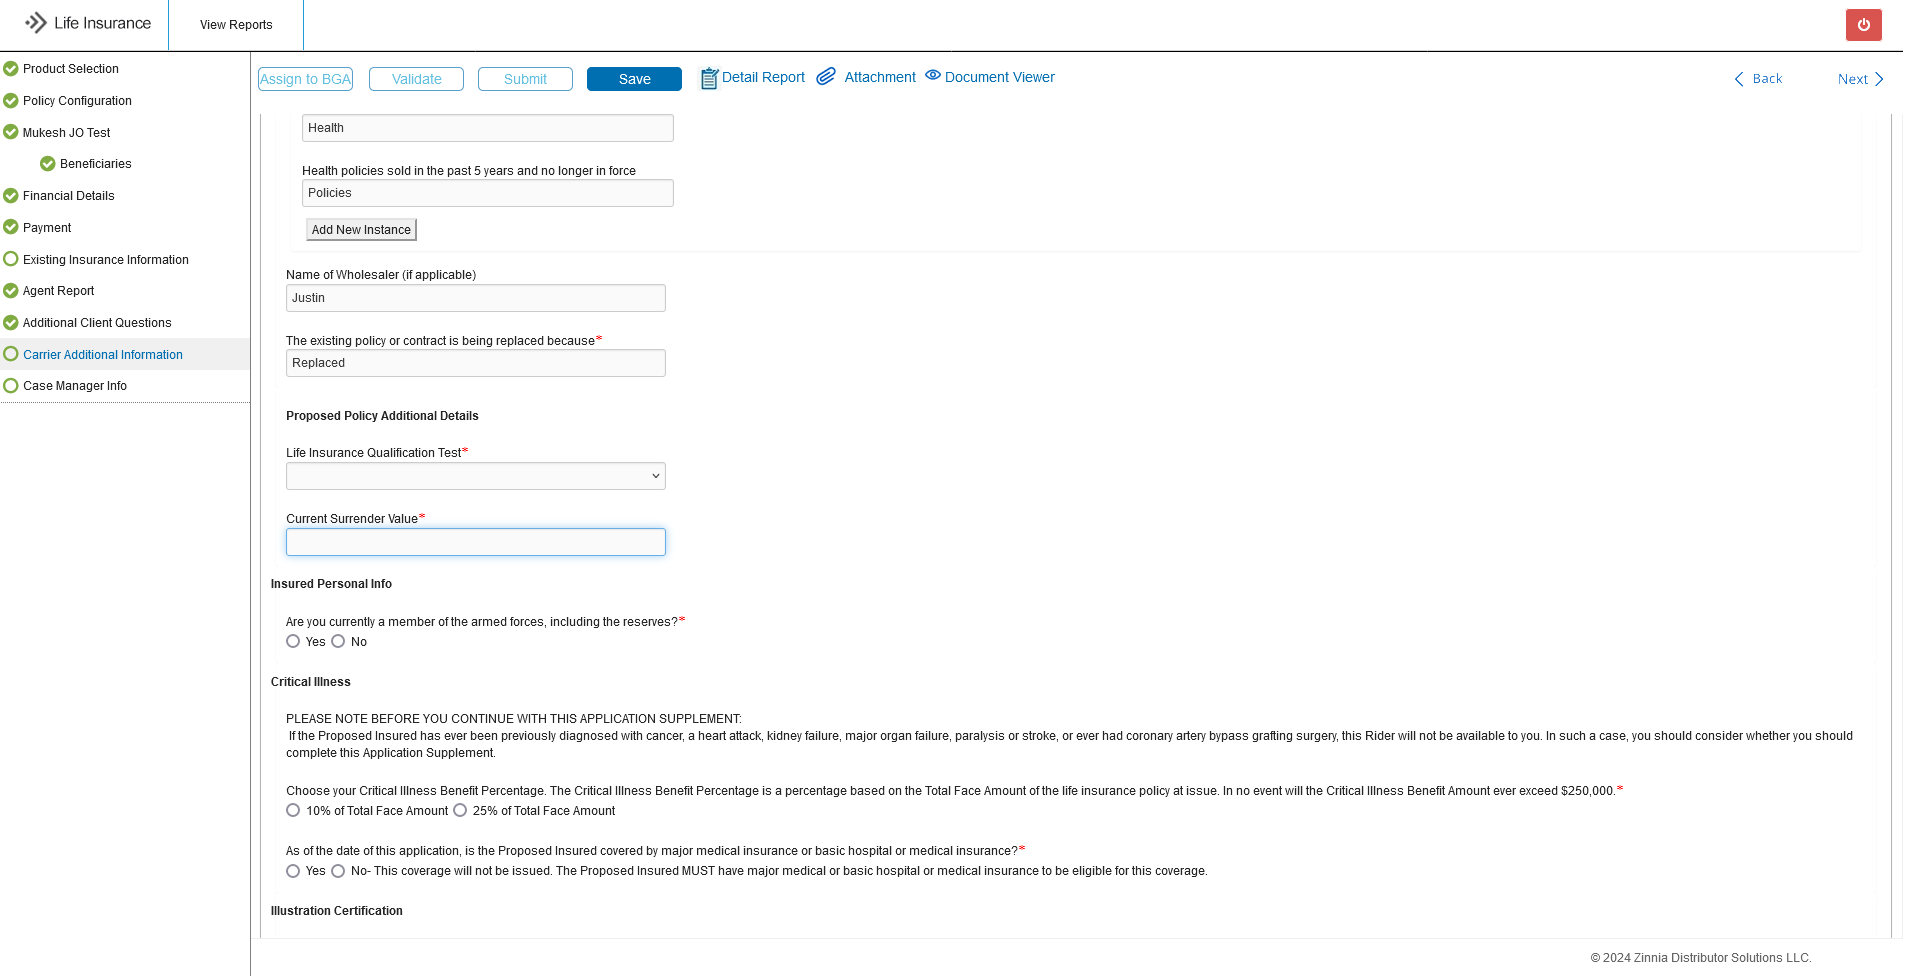 Life Insurance
View Reports
Product Selection
Policy Configuration
Mukesh JO Test
Beneficiaries
Financial Details
Payment
Existing Insurance Information
Agent Report
Additional Client Questions
Carrier Additional Information
Case Manager Info
Assign to BGA
Validate
Submit
Save
Detail Report
Attachment
Document Viewer
Back
Next
Health
Health policies sold in the past 5 years and no longer in force
Policies
Add New Instance
Name of Wholesaler (if applicable)
Justin
The existing policy or contract is being replaced because*
Replaced
Proposed Policy Additional Details
Life Insurance Qualification Test*
Current Surrender Value*
Insured Personal Info
Are you currently a member of the armed forces, including the reserves?*
Yes No
Critical Illness
PLEASE NOTE BEFORE YOU CONTINUE WITH THIS APPLICATION SUPPLEMENT:
If the Proposed Insured has ever been previously diagnosed with cancer, a heart attack, kidney failure, major organ failure, paralysis or stroke, or ever had coronary artery bypass grafting surgery, this Rider will not be available to you. In such a case, you should consider whether you should
complete this Application Supplement.
Choose your Critical Illness Benefit Percentage. The Critical Illness Benefit Percentage is a percentage based on the Total Face Amount of the life insurance policy at issue. In no event will the Critical Illness Benefit Amount ever exceed $250,000.*
10% of Total Face Amount 25% of Total Face Amount
As of the date of this application, is the Proposed Insured covered by major medical insurance or basic hospital or medical insurance?*
Yes No- This coverage will not be issued. The Proposed Insured MUST have major medical or basic hospital or medical insurance to be eligible for this coverage.
Illustration Certification
© 2024 Zinnia Distributor Solutions LLC.